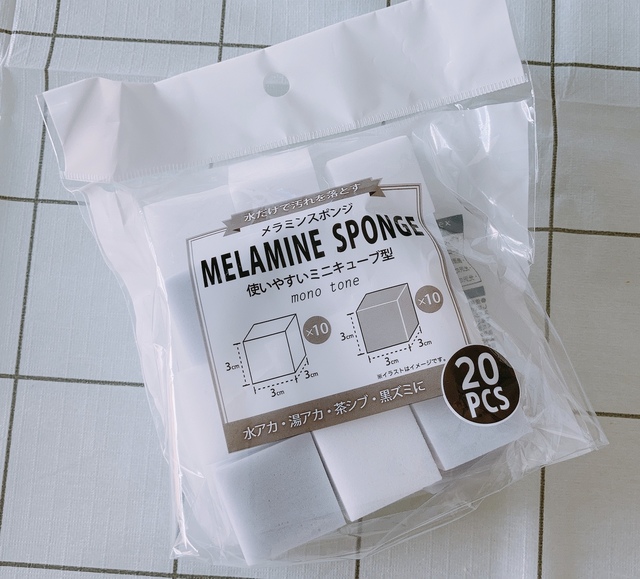 水だけで汚れを落とす
メラミンスポンジ
MELAMINE SPONGE
使いやすいミニキューブ型
mono tone
×10
×10
3cm
3cm
3cm
3cm
3cm
3cm
※イラストはイメージです。
20
PCS
水アカ・湯アカ・茶シブ・黒ズミに